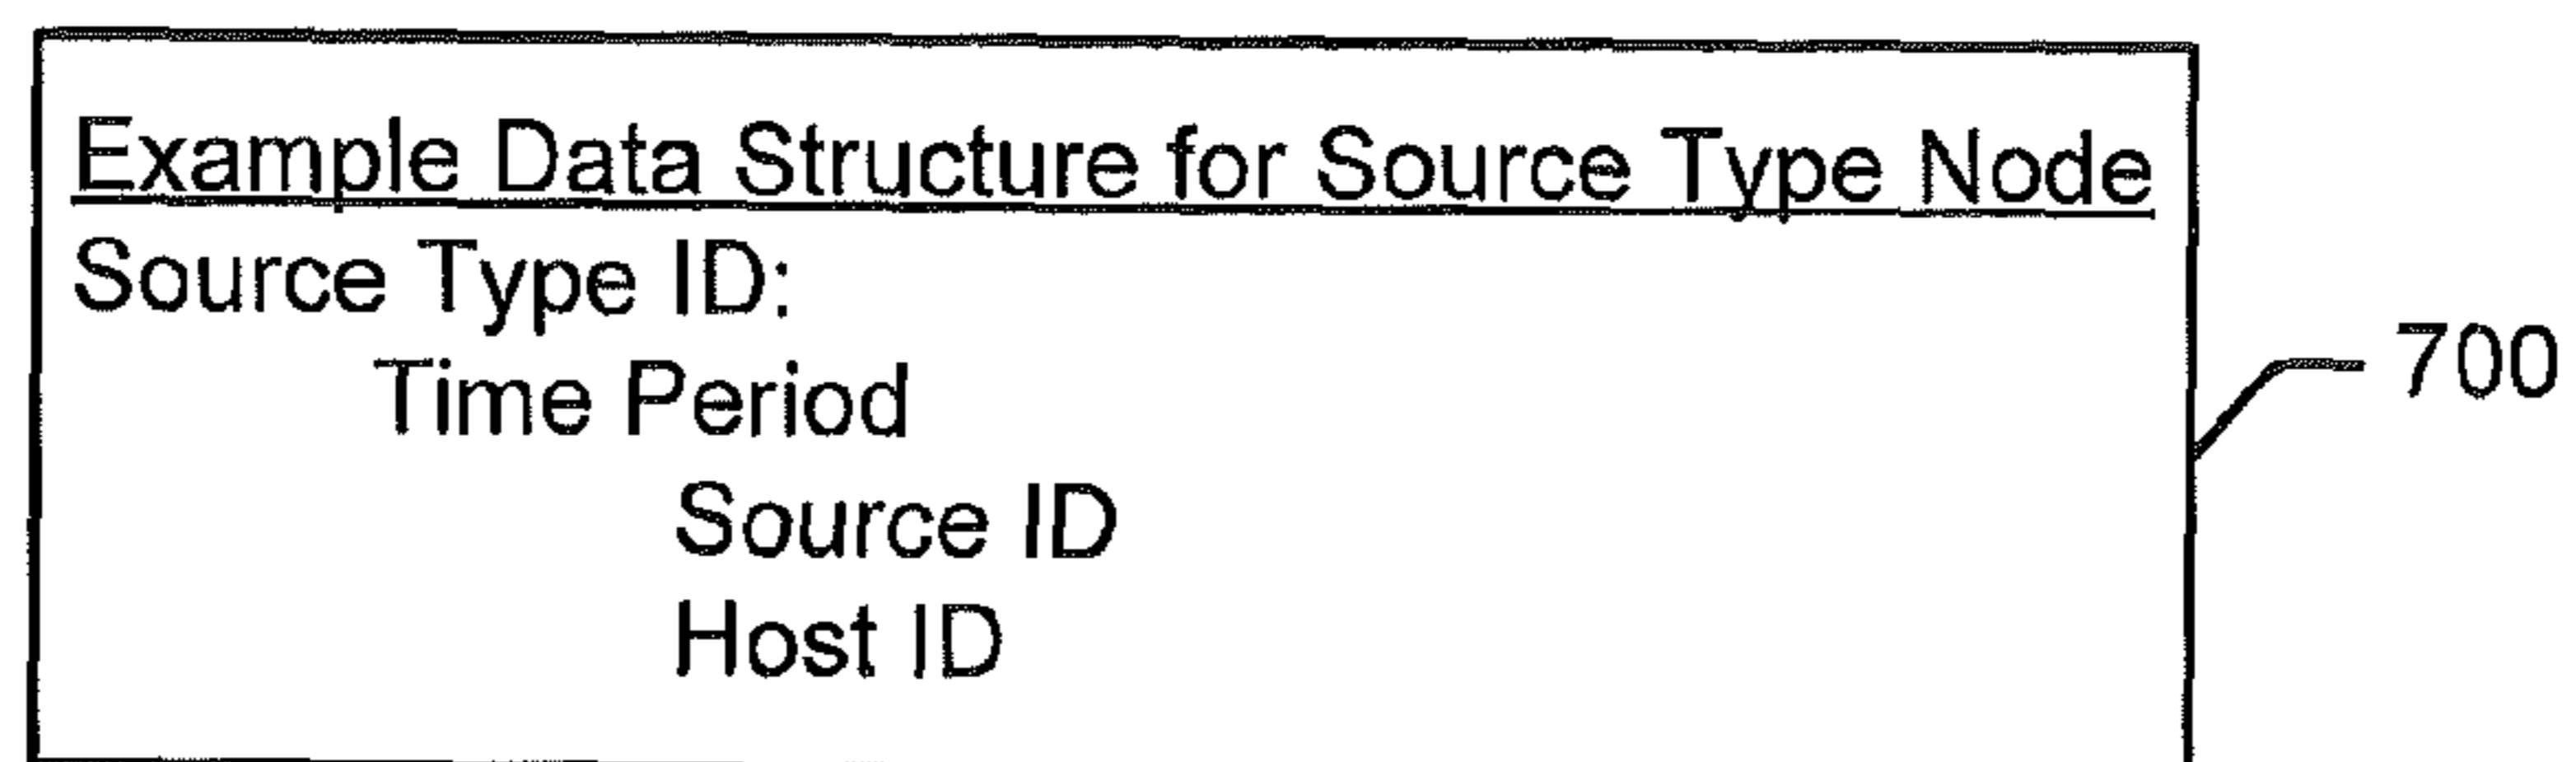 Example Data Structure for Source Type Node
Source Type ID:
Time Period
700
Source ID
Host ID